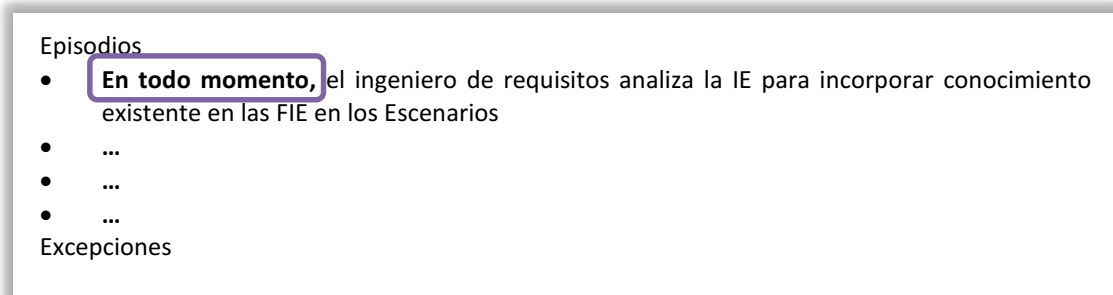 Episodios
• En todo momento, el ingeniero de requisitos analiza la IE para incorporar conocimiento
existente en las FIE en los Escenarios
• …
• …
• …
Excepciones